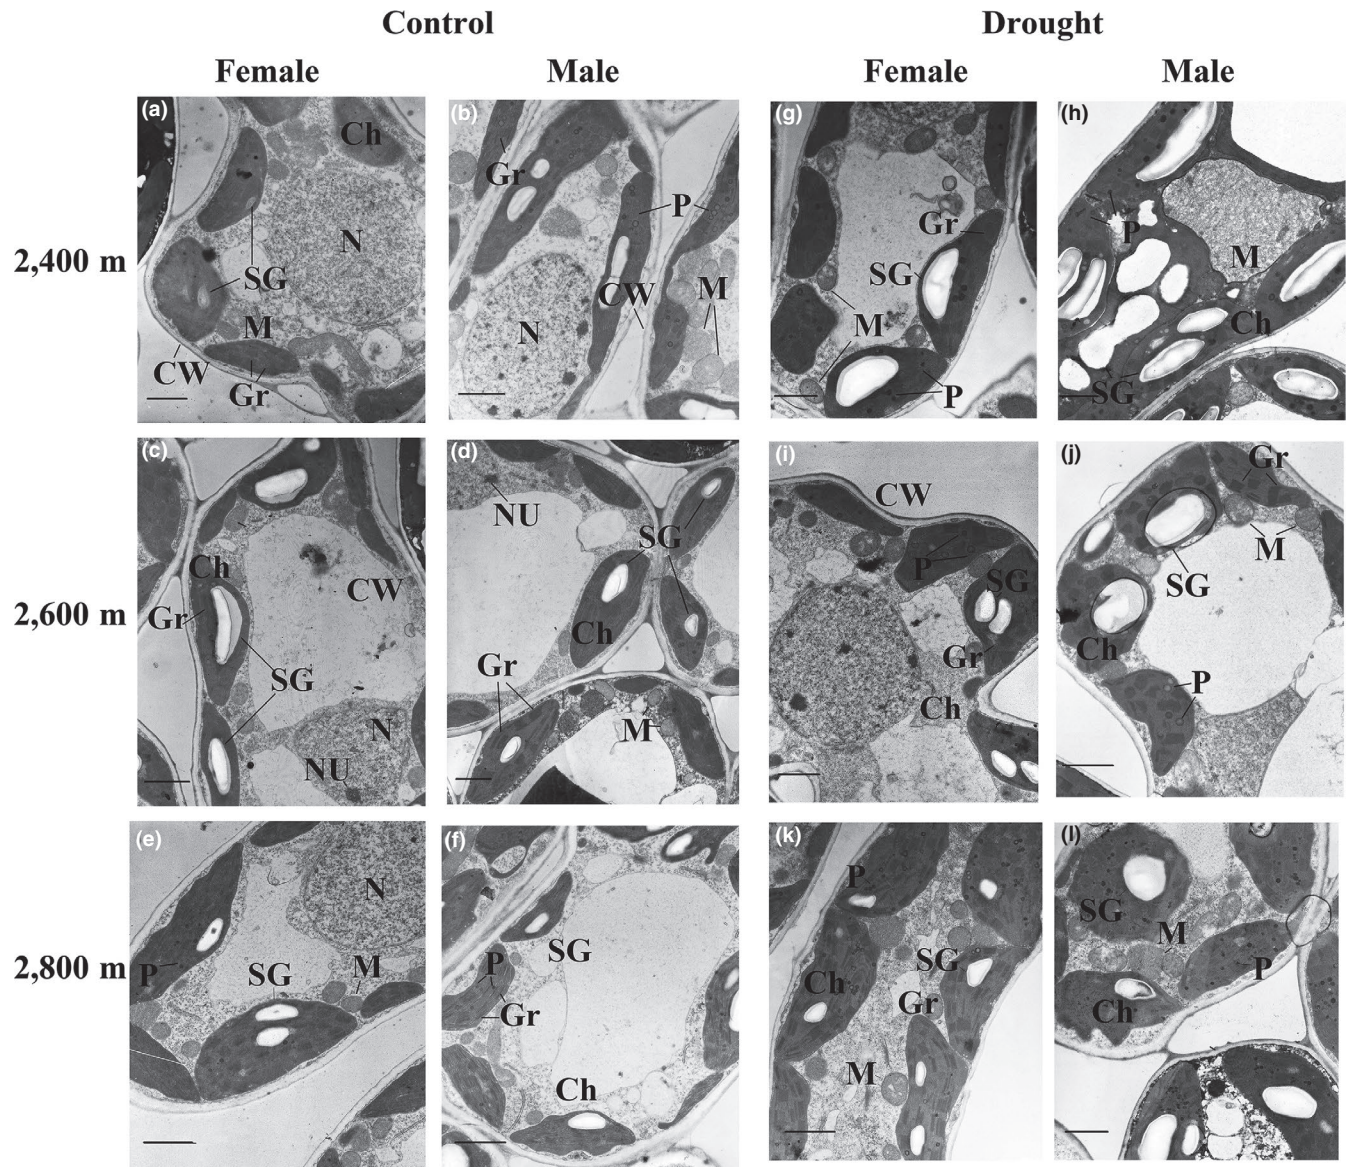 Control Drought
Female Male Female Male
2,400 m
(a)
Ch
N
SG
M
CW
Gr
(b)
Gr
P
CW
M
N
(g)
Gr
SG
M
P
(h)
P
M
Ch
SG
2,600 m
(c)
Ch
CW
Gr
SG
N
NU
(d)
NU
SG
Ch
Gr
M
(i)
CW
P
SG
Gr
Ch
(j)
Gr
M
SG
Ch
P
2,800 m
(e)
N
P
SG
M
(f)
SG
P
Gr
Ch
(k)
P
Ch
SG
Gr
M
(l)
SG
M
P
Ch